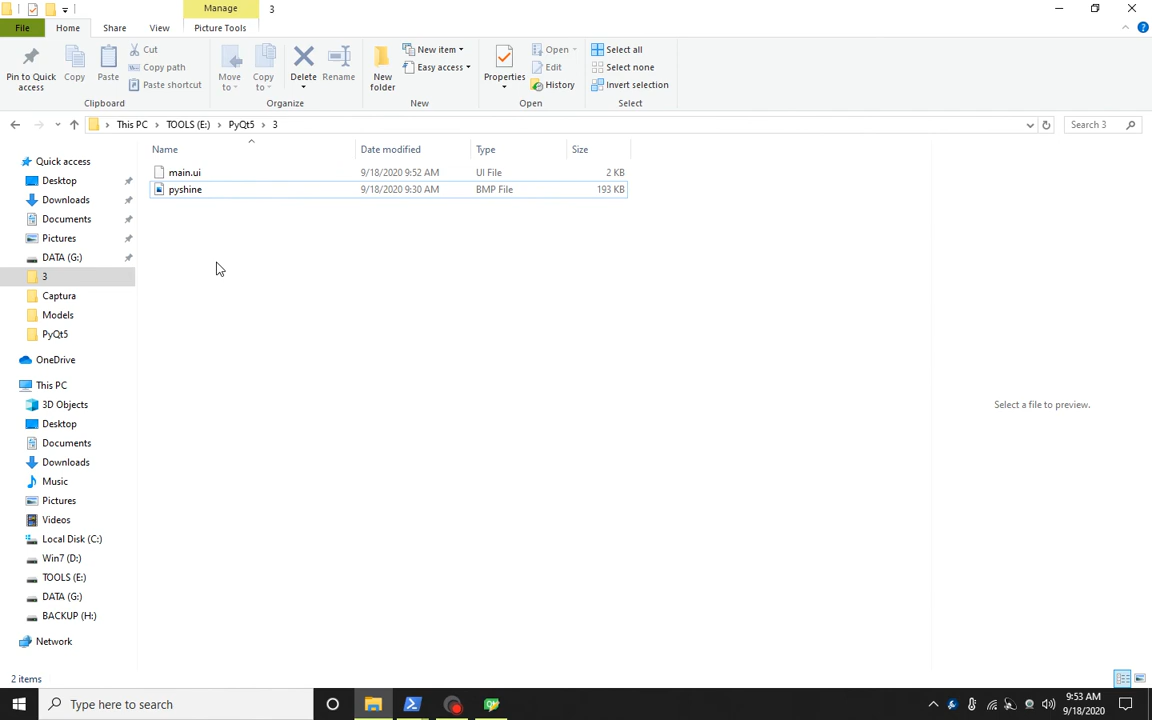 Manage
3
File
Home
Share
View
Picture Tools
Pin to Quick access
Copy
Paste
Cut
Copy path
Paste shortcut
Clipboard
Move to
Copy to
Delete
Rename
Organize
New folder
New item
Easy access
New
Properties
Open
Edit
History
Open
Select all
Select none
Invert selection
Select
This PC
TOOLS (E:)
PyQt5
3
Search 3
Name
Date modified
Type
Size
main.ui
9/18/2020 9:52 AM
UI File
2 KB
pyshine
9/18/2020 9:30 AM
BMP File
193 KB
Quick access
Desktop
Downloads
Documents
Pictures
DATA (G:)
3
Captura
Models
PyQt5
OneDrive
This PC
3D Objects
Desktop
Documents
Downloads
Music
Pictures
Videos
Local Disk (C:)
Win7 (D:)
TOOLS (E:)
DATA (G:)
BACKUP (H:)
Network
Select a file to preview.
2 items
Type here to search
9:53 AM
9/18/2020